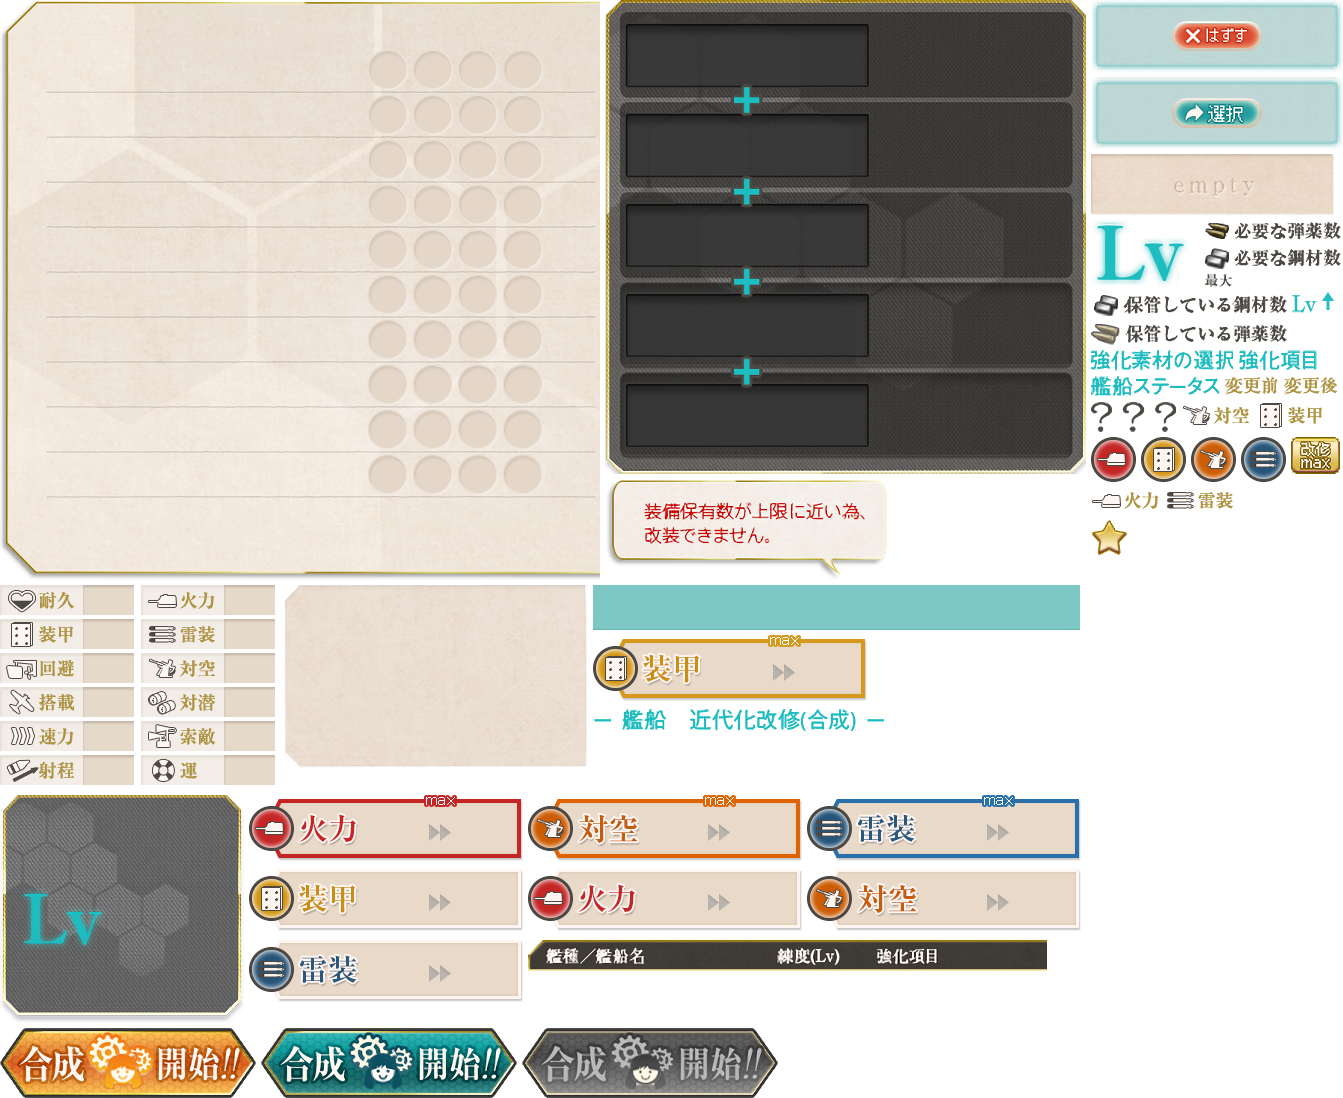 はずす
選択
empty
Lv
必要な弾薬数
必要な鋼材数
最大
保管している鋼材数 Lv
保管している弾薬数
強化素材の選択 強化項目
艦船ステータス 変更前 変更後
? ? ? 対空 装甲
改修max
火力 雷装
装備保有数が上限に近い為、
改装できません。
耐久 火力
装甲 雷装
回避 対空
搭載 対潜
速力 索敵
射程 運
max
装甲
― 艦船　近代化改修(合成) ―
Lv
max max max
火力 対空 雷装
装甲 火力 対空
雷装
艦種／艦船名 錬度(Lv) 強化項目
合成開始!! 合成開始!! 合成開始!!